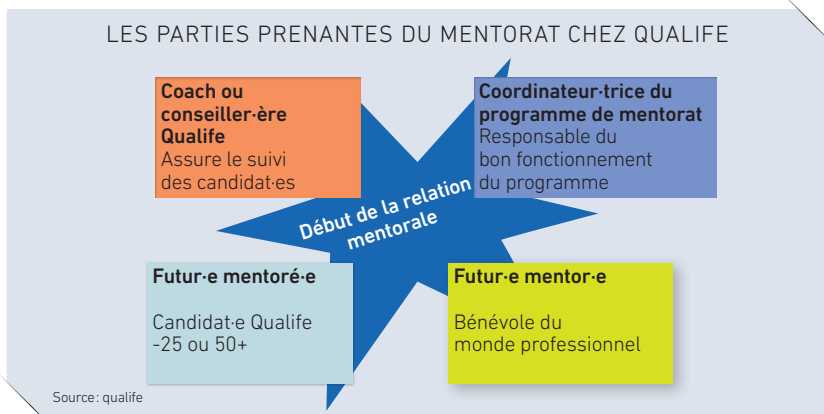 LES PARTIES PRENANTES DU MENTORAT CHEZ QUALIFE
Coach ou
conseiller·ère
Qualife
Assure le suivi
des candidat·es
Coordinateur·trice du
programme de mentorat
Responsable du
bon fonctionnement
du programme
Début de la relation
mentorale
Futur·e mentoré·e
Candidat·e Qualife
-25 ou 50+
Futur·e mentor·e
Bénévole du
monde professionnel
Source: qualife